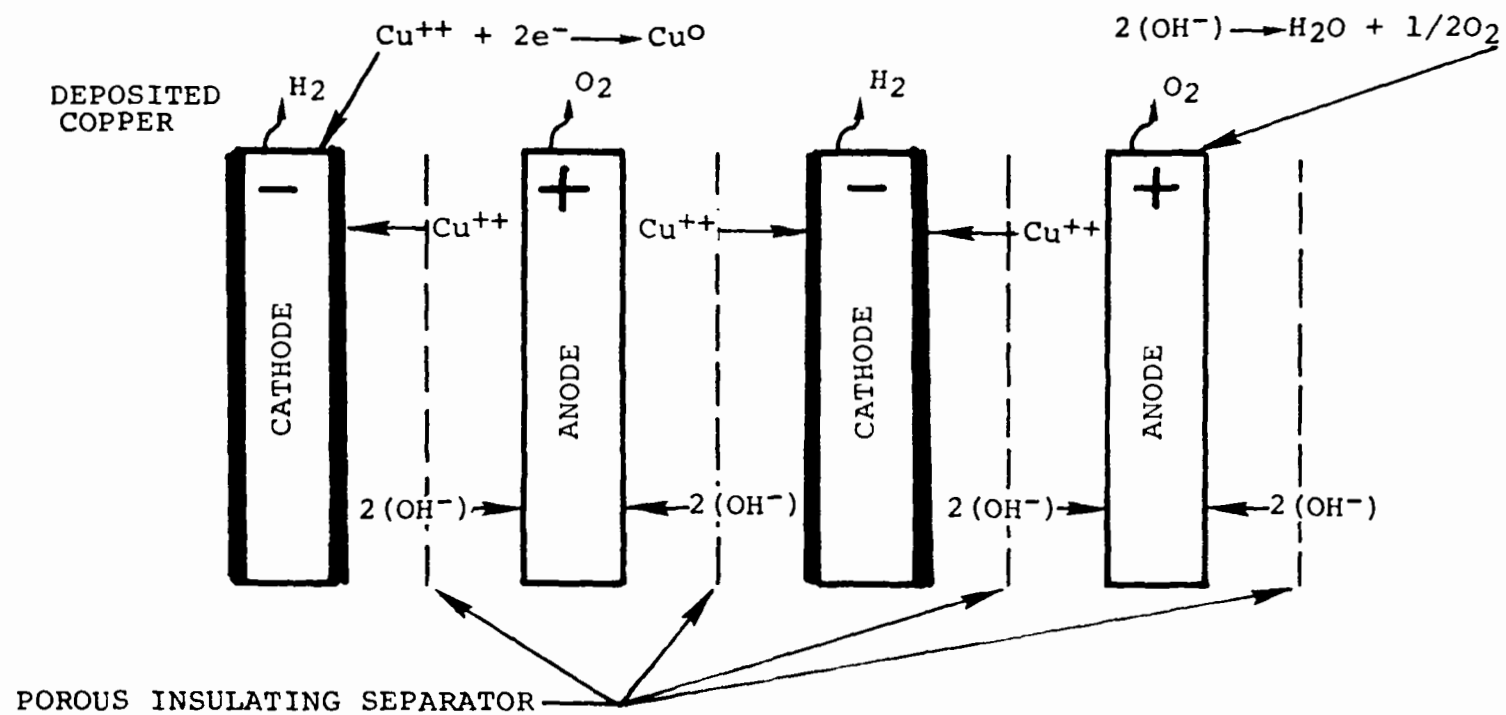 Cu++ + 2e- → Cu°
2(OH-) → H2O + 1/2O2
DEPOSITED
COPPER
H2
O2
H2
O2
−
+
−
+
Cu++
Cu++
Cu++
CATHODE
ANODE
CATHODE
ANODE
2(OH-)
2(OH-)
2(OH-)
2(OH-)
POROUS INSULATING SEPARATOR